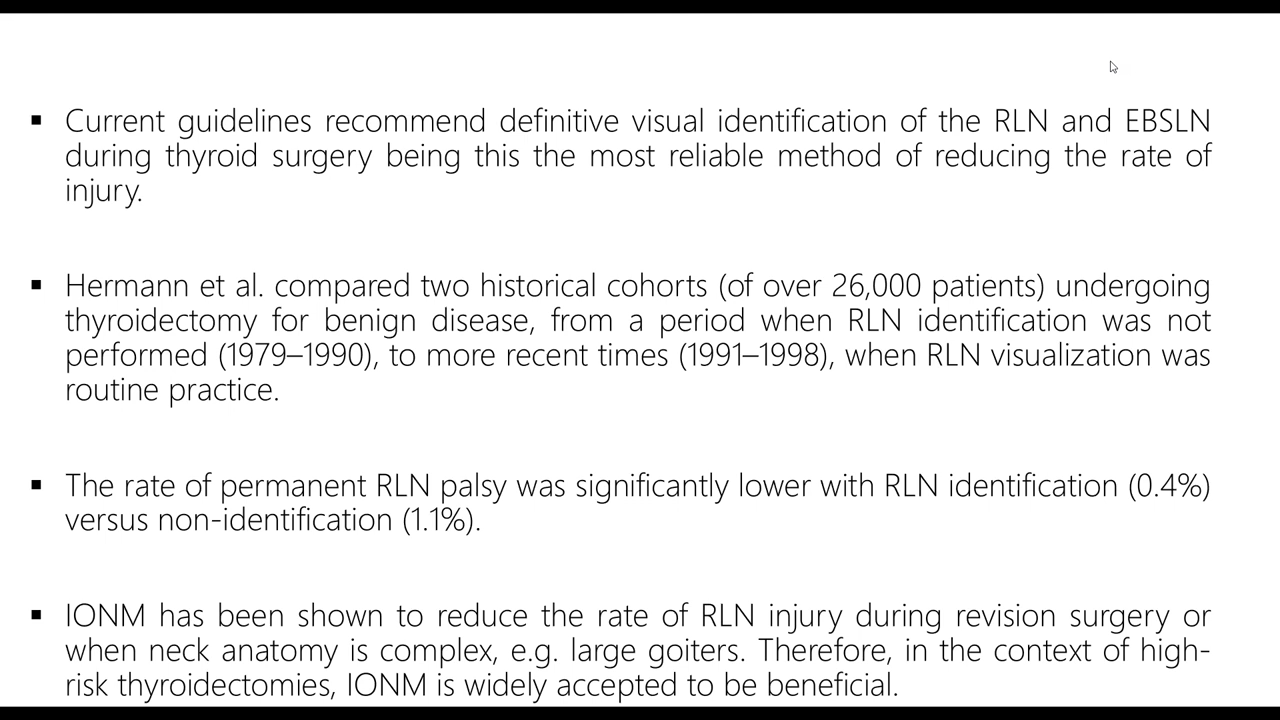 ▪ Current guidelines recommend definitive visual identification of the RLN and EBSLN
during thyroid surgery being this the most reliable method of reducing the rate of
injury.
▪ Hermann et al. compared two historical cohorts (of over 26,000 patients) undergoing
thyroidectomy for benign disease, from a period when RLN identification was not
performed (1979–1990), to more recent times (1991–1998), when RLN visualization was
routine practice.
▪ The rate of permanent RLN palsy was significantly lower with RLN identification (0.4%)
versus non-identification (1.1%).
▪ IONM has been shown to reduce the rate of RLN injury during revision surgery or
when neck anatomy is complex, e.g. large goiters. Therefore, in the context of high-
risk thyroidectomies, IONM is widely accepted to be beneficial.